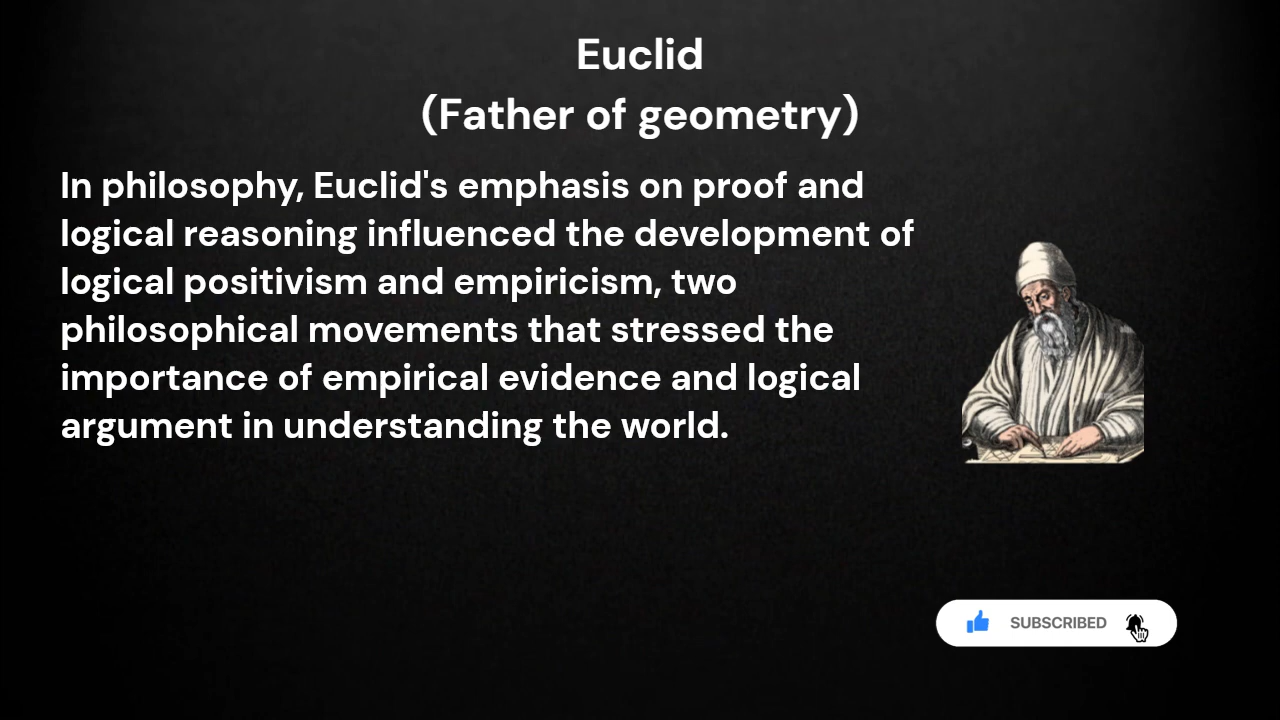 Euclid
(Father of geometry)
In philosophy, Euclid's emphasis on proof and
logical reasoning influenced the development of
logical positivism and empiricism, two
philosophical movements that stressed the
importance of empirical evidence and logical
argument in understanding the world.
SUBSCRIBED